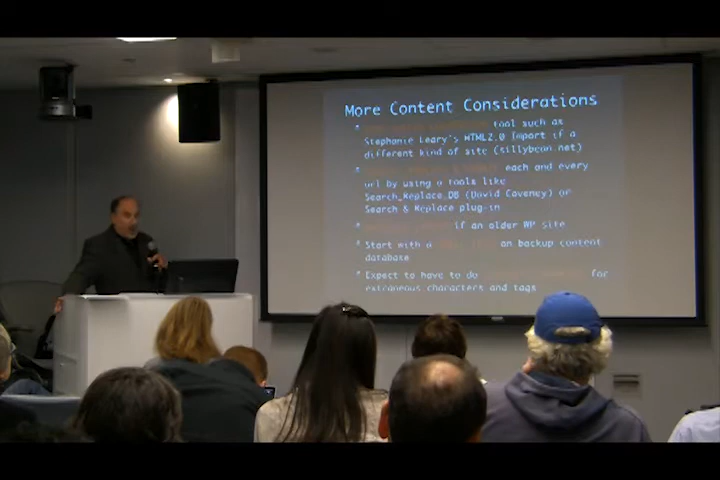 More Content Considerations
tool such as
Stephanie Leary's HTML2.0 Import if a
different kind of site (sillybean.net)
each and every
url by using a tools like
Search_Replace_DB (David Coveney) or
Search & Replace plug-in
if an older WP site
Start with a an backup content
database
Expect to have to do for
extraneous characters and tags